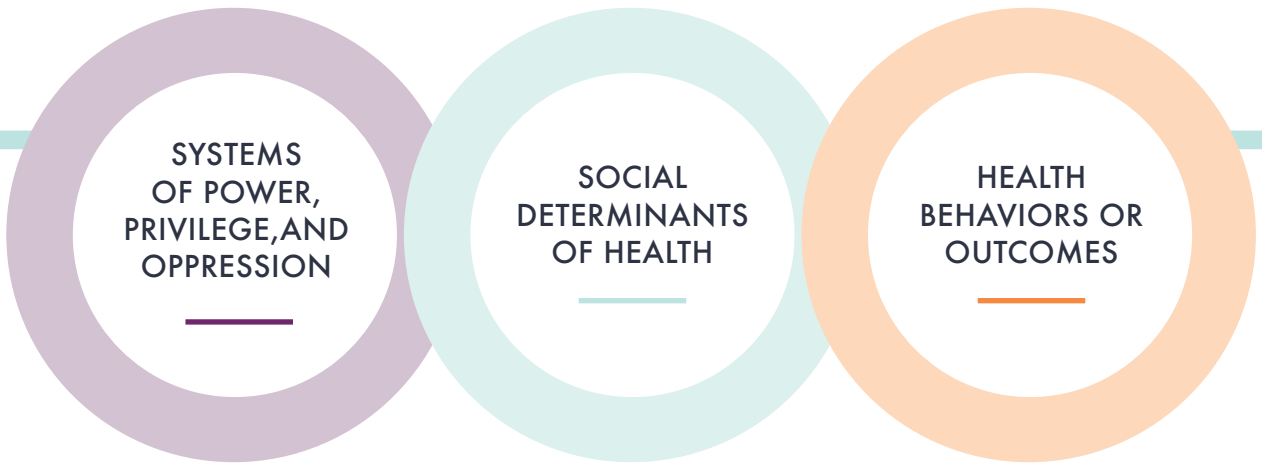 SYSTEMS
OF POWER,
PRIVILEGE,AND
OPPRESSION
SOCIAL
DETERMINANTS
OF HEALTH
HEALTH
BEHAVIORS OR
OUTCOMES